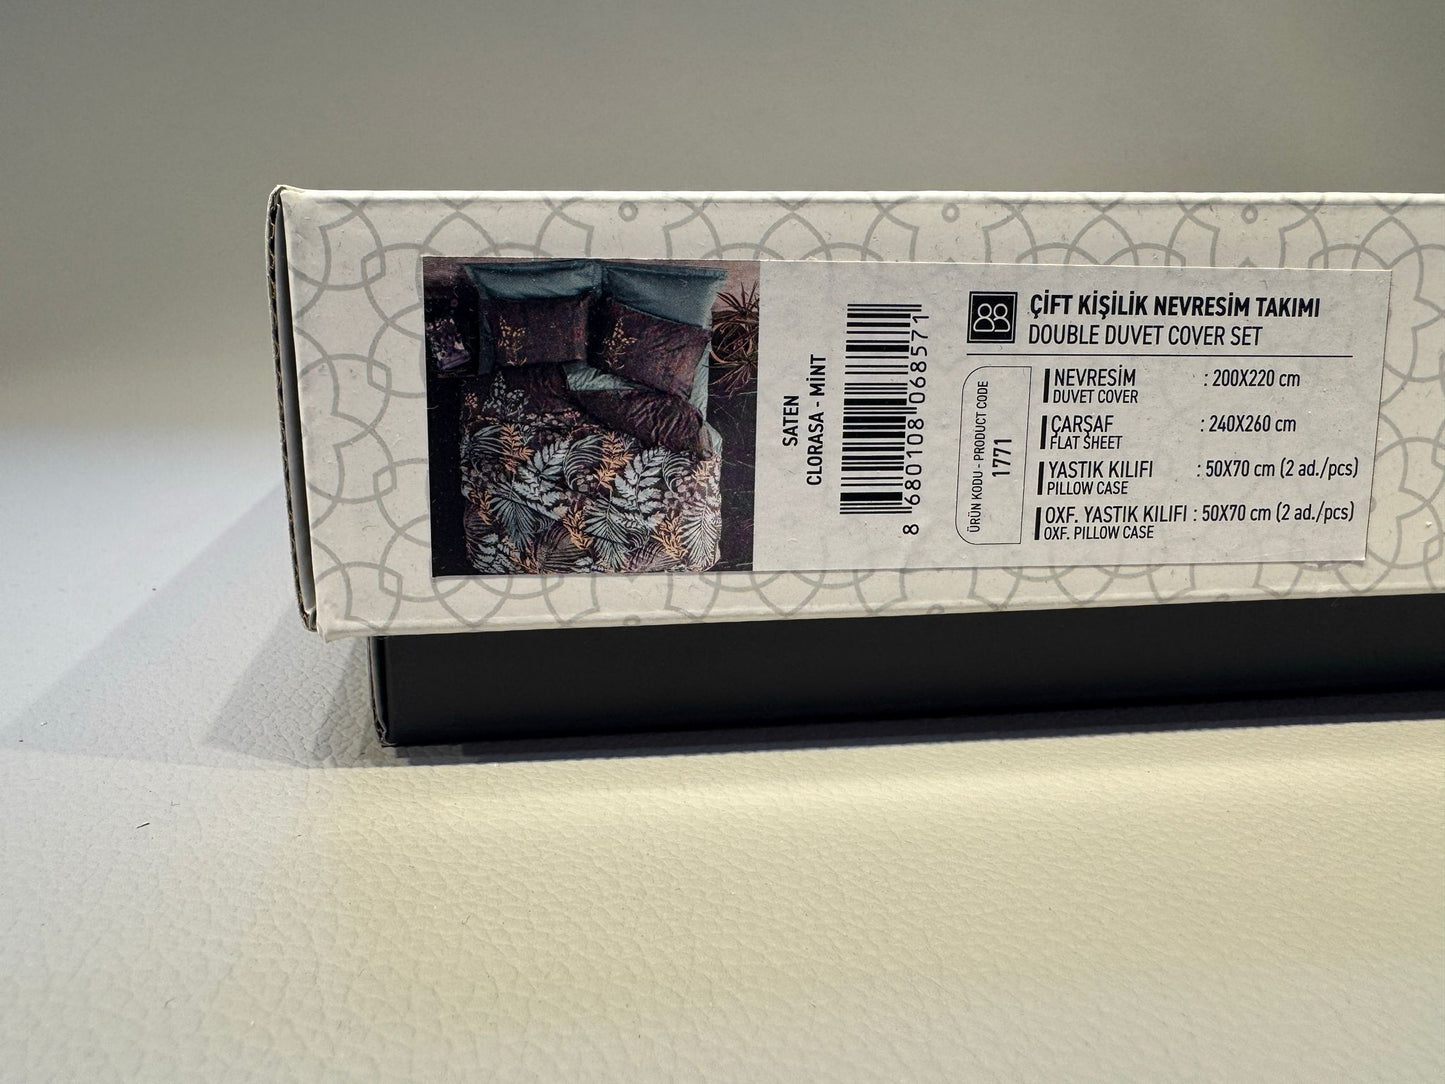 SATEN
CLORASA - MİNT
8 680108 068571
ÇİFT KİŞİLİK NEVRESİM TAKIMI
DOUBLE DUVET COVER SET
ÜRÜN KODU - PRODUCT CODE
1771
NEVRESİM : 200X220 cm
DUVET COVER
ÇARŞAF : 240X260 cm
FLAT SHEET
YASTIK KILIFI : 50X70 cm (2 ad./pcs)
PILLOW CASE
OXF. YASTIK KILIFI : 50X70 cm (2 ad./pcs)
OXF. PILLOW CASE